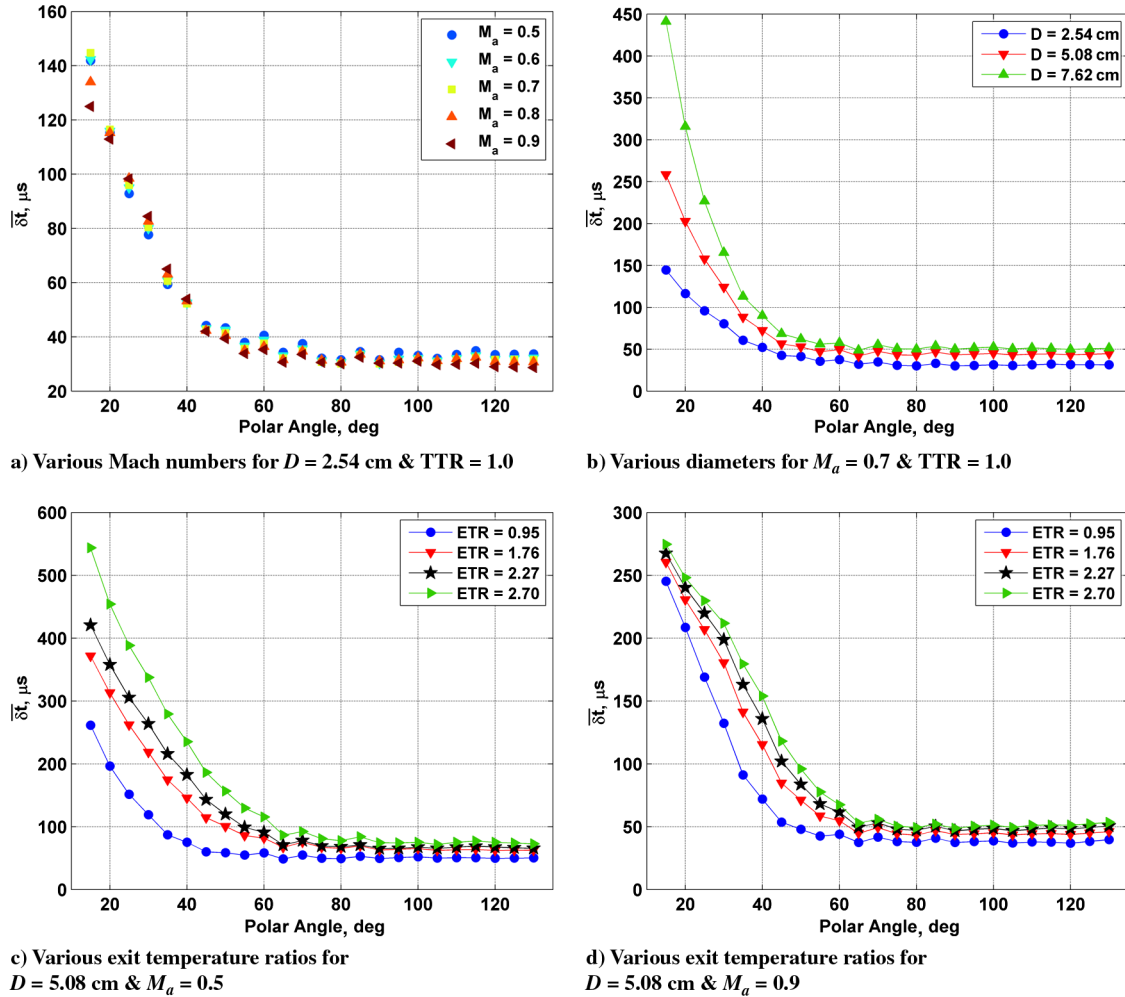 160
140
120
100
80
60
40
20
δt, μs
20 40 60 80 100 120
Polar Angle, deg
M_a = 0.5
M_a = 0.6
M_a = 0.7
M_a = 0.8
M_a = 0.9
a) Various Mach numbers for D = 2.54 cm & TTR = 1.0
450
400
350
300
250
200
150
100
50
0
δt, μs
20 40 60 80 100 120
Polar Angle, deg
D = 2.54 cm
D = 5.08 cm
D = 7.62 cm
b) Various diameters for M_a = 0.7 & TTR = 1.0
600
500
400
300
200
100
0
δt, μs
20 40 60 80 100 120
Polar Angle, deg
ETR = 0.95
ETR = 1.76
ETR = 2.27
ETR = 2.70
c) Various exit temperature ratios for
D = 5.08 cm & M_a = 0.5
300
250
200
150
100
50
0
δt, μs
20 40 60 80 100 120
Polar Angle, deg
ETR = 0.95
ETR = 1.76
ETR = 2.27
ETR = 2.70
d) Various exit temperature ratios for
D = 5.08 cm & M_a = 0.9